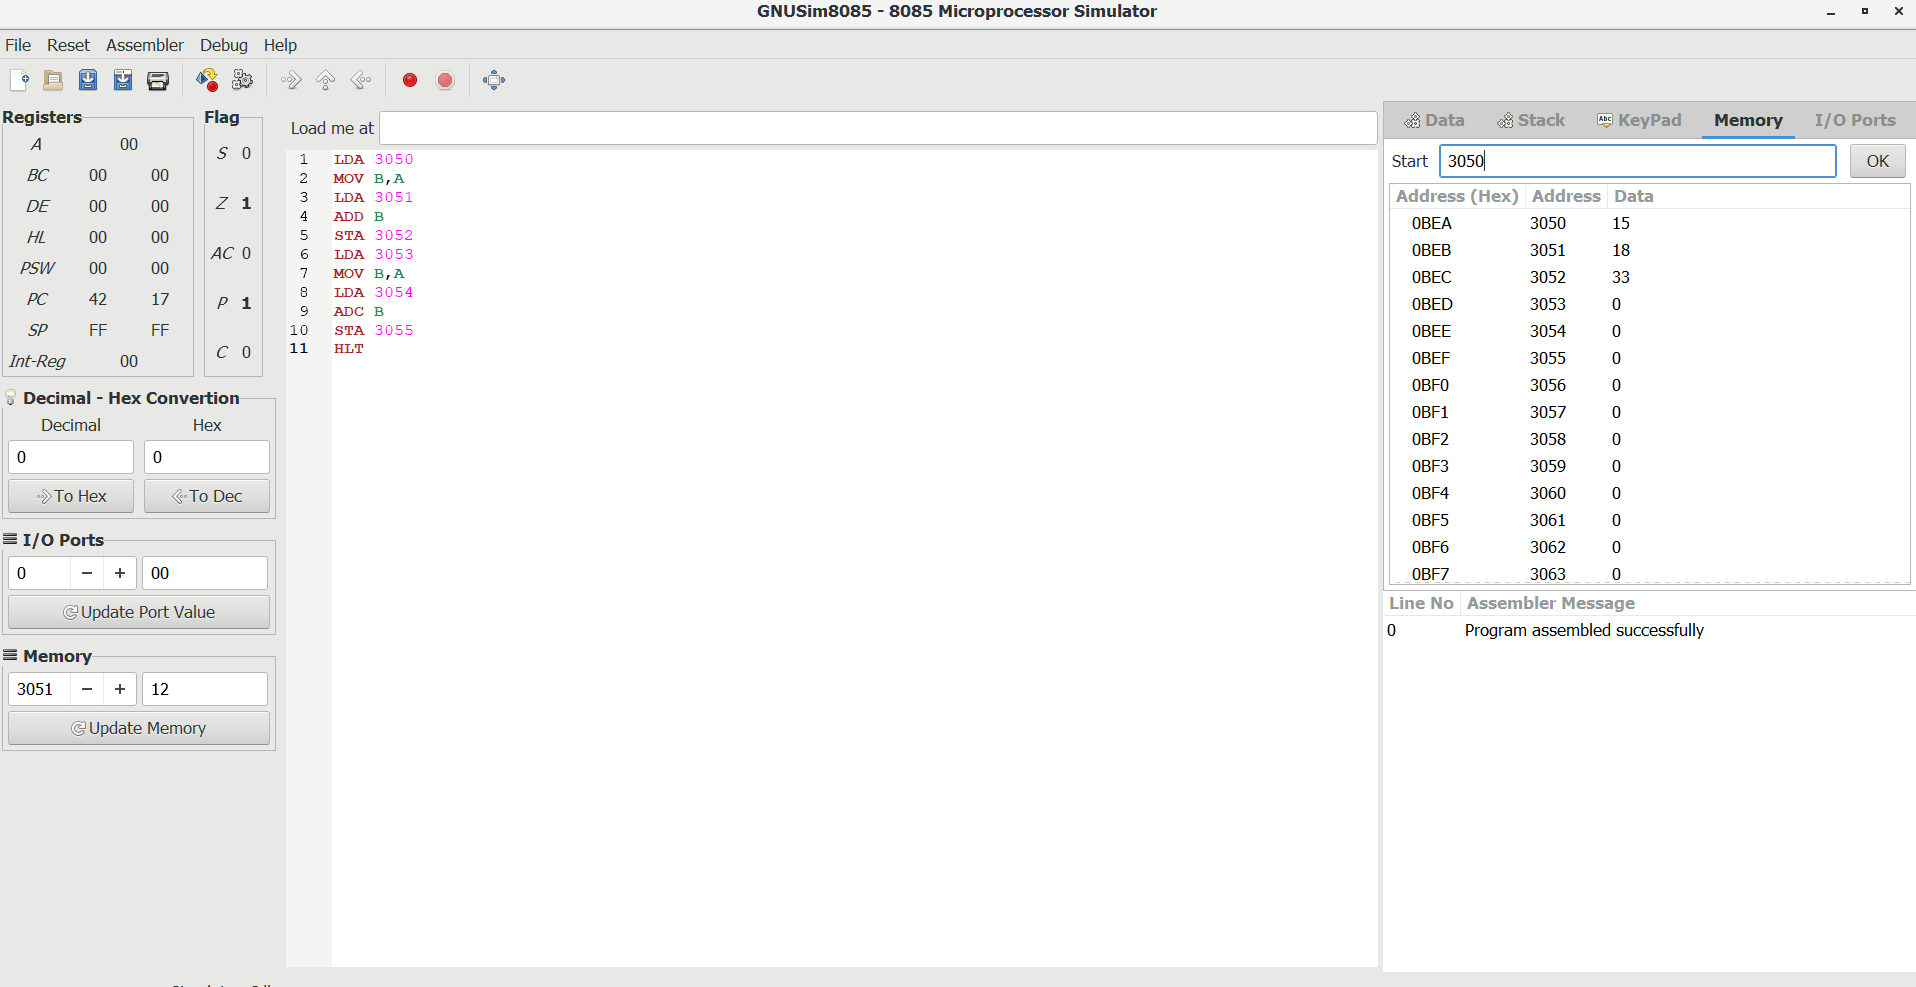 GNUSim8085 - 8085 Microprocessor Simulator
File Reset Assembler Debug Help
Registers
A 00
BC 00 00
DE 00 00
HL 00 00
PSW 00 00
PC 42 17
SP FF FF
Int-Reg 00
Flag
S 0
Z 1
AC 0
P 1
C 0
Decimal - Hex Convertion
Decimal Hex
0 0
To Hex To Dec
I/O Ports
0 − + 00
Update Port Value
Memory
3051 − + 12
Update Memory
Load me at
1 LDA 3050
2 MOV B,A
3 LDA 3051
4 ADD B
5 STA 3052
6 LDA 3053
7 MOV B,A
8 LDA 3054
9 ADC B
10 STA 3055
11 HLT
Data Stack Abc KeyPad Memory I/O Ports
Start 3050 OK
Address (Hex) Address Data
0BEA 3050 15
0BEB 3051 18
0BEC 3052 33
0BED 3053 0
0BEE 3054 0
0BEF 3055 0
0BF0 3056 0
0BF1 3057 0
0BF2 3058 0
0BF3 3059 0
0BF4 3060 0
0BF5 3061 0
0BF6 3062 0
0BF7 3063 0
Line No Assembler Message
0 Program assembled successfully